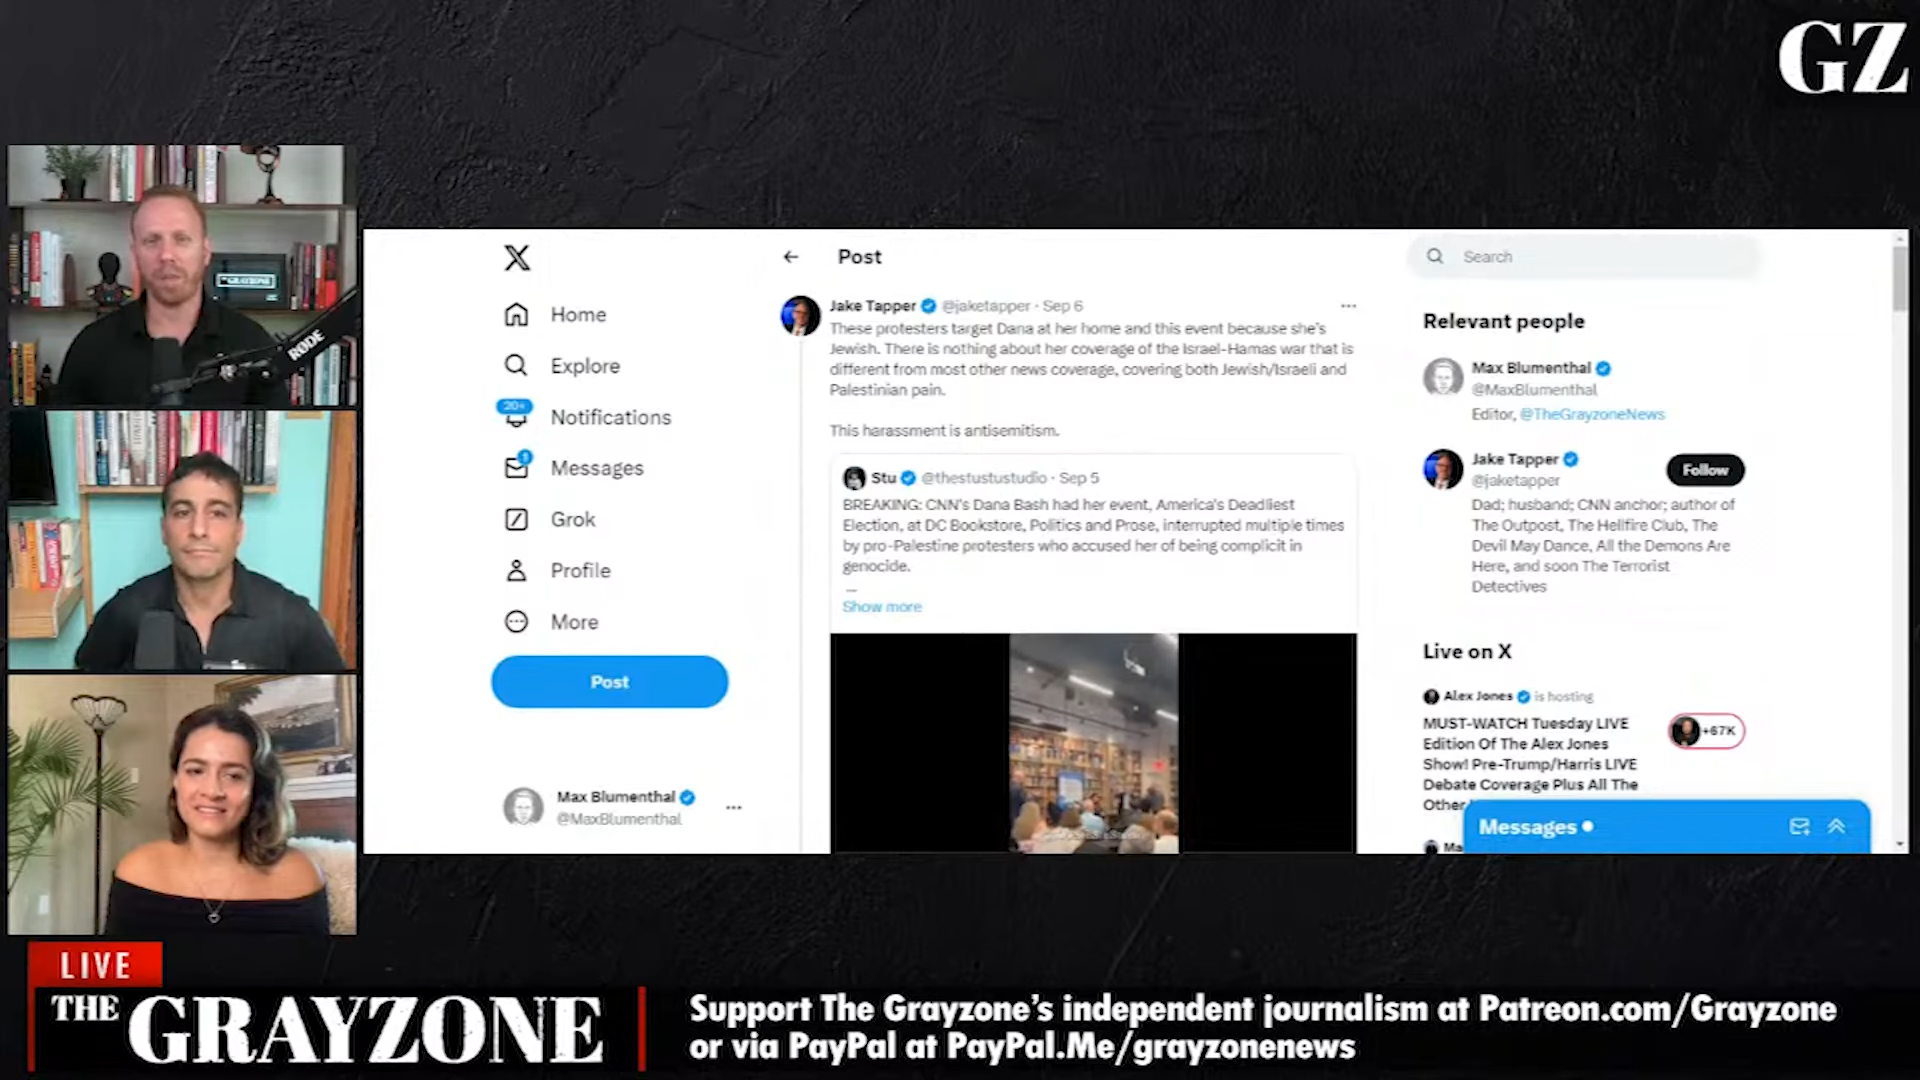 GZ
THE GRAYZONE
RØDE
X
Home
Explore
20+
Notifications
1
Messages
Grok
Profile
More
Post
Max Blumenthal
@MaxBlumenthal
Post
Jake Tapper @jaketapper · Sep 6
These protesters target Dana at her home and this event because she's
Jewish. There is nothing about her coverage of the Israel-Hamas war that is
different from most other news coverage, covering both Jewish/Israeli and
Palestinian pain.
This harassment is antisemitism.
Stu @thestustustudio · Sep 5
BREAKING: CNN's Dana Bash had her event, America's Deadliest
Election, at DC Bookstore, Politics and Prose, interrupted multiple times
by pro-Palestine protesters who accused her of being complicit in
genocide.
...
Show more
Search
Relevant people
Max Blumenthal
@MaxBlumenthal
Editor, @TheGrayzoneNews
Jake Tapper
@jaketapper
Follow
Dad; husband; CNN anchor; author of
The Outpost, The Hellfire Club, The
Devil May Dance, All the Demons Are
Here, and soon The Terrorist
Detectives
Live on X
Alex Jones is hosting
MUST-WATCH Tuesday LIVE
Edition Of The Alex Jones
Show! Pre-Trump/Harris LIVE
Debate Coverage Plus All The
Other
+67K
Messages
Ma
LIVE
THE GRAYZONE
Support The Grayzone's independent journalism at Patreon.com/Grayzone
or via PayPal at PayPal.Me/grayzonenews